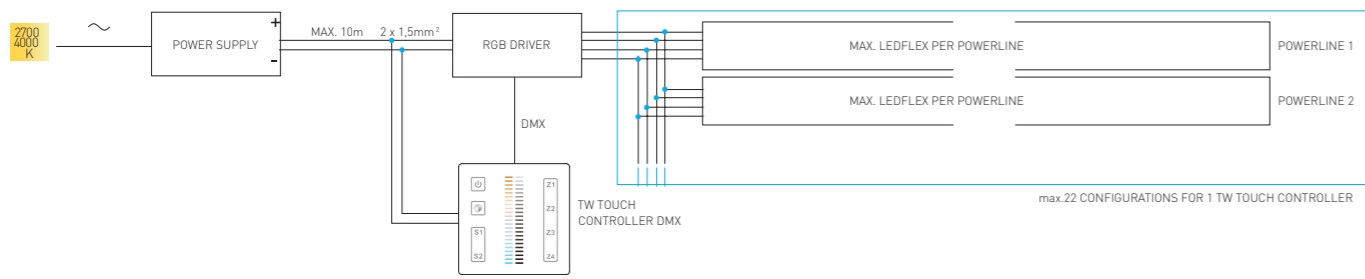 2700
4000
K
POWER SUPPLY
+
-
MAX. 10m 2 x 1,5mm²
RGB DRIVER
MAX. LEDFLEX PER POWERLINE
POWERLINE 1
MAX. LEDFLEX PER POWERLINE
POWERLINE 2
DMX
Z1
Z2
S1
Z3
S2
Z4
TW TOUCH
CONTROLLER DMX
max.22 CONFIGURATIONS FOR 1 TW TOUCH CONTROLLER